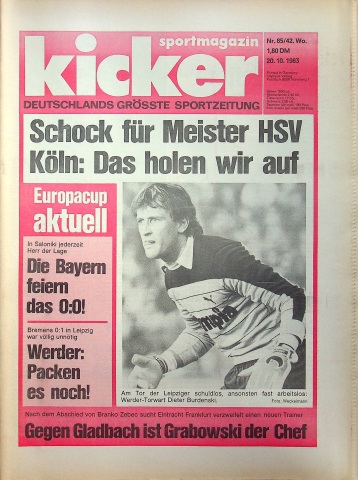 sportmagazin
kicker
DEUTSCHLANDS GRÖSSTE SPORTZEITUNG
Nr. 85/42. Wo.
1,80 DM
20. 10. 1983
Schock für Meister HSV
Köln: Das holen wir auf
Europacup
aktuell
In Saloniki jederzeit
Herr der Lage
Die Bayern
feiern
das 0:0!
Bremens 0:1 in Leipzig
war völlig unnötig
Werder:
Packen
es noch!
Am Tor der Leipziger schuldlos, ansonsten fast arbeitslos:
Werder-Torwart Dieter Burdenski.
Nach dem Abschied von Branko Zebec sucht Eintracht Frankfurt verzweifelt einen neuen Trainer
Gegen Gladbach ist Grabowski der Chef